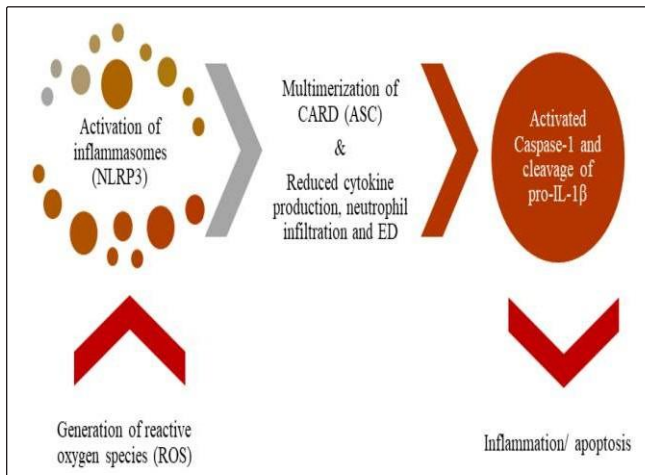 Activation of
inflammasomes
(NLRP3)
Multimerization of
CARD (ASC)
&
Reduced cytokine
production, neutrophil
infiltration and ED
Activated
Caspase-1 and
cleavage of
pro-IL-1β
Generation of reactive
oxygen species (ROS)
Inflammation/ apoptosis